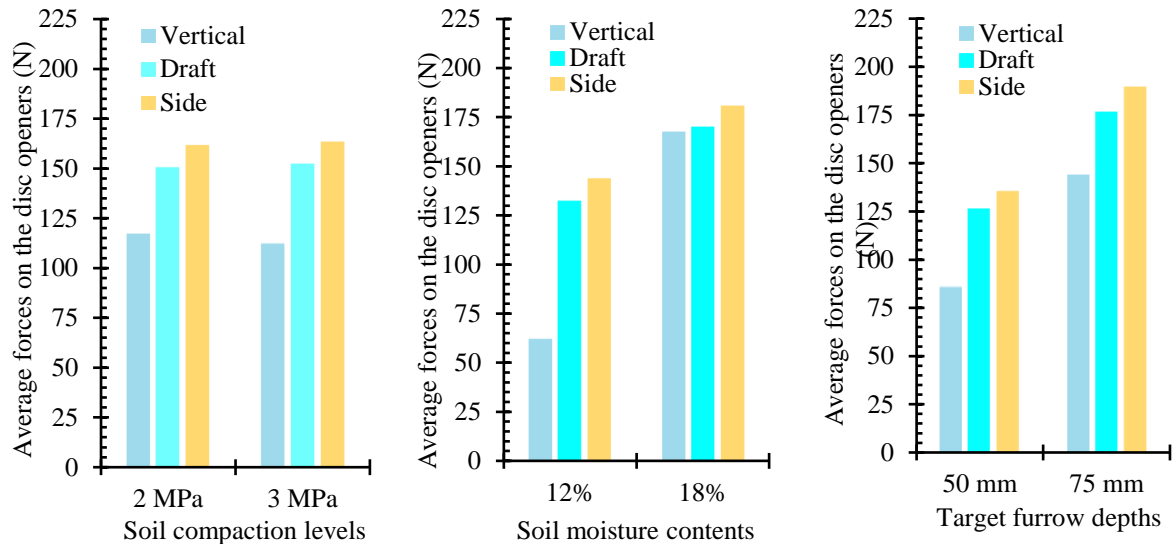 Average forces on the disc openers (N)
225
200
175
150
125
100
75
50
25
0
Vertical
Draft
Side
2 MPa
3 MPa
Soil compaction levels
Average forces on the disc openers (N)
225
200
175
150
125
100
75
50
25
0
Vertical
Draft
Side
12%
18%
Soil moisture contents
Average forces on the disc openers
(N)
225
200
175
150
125
100
75
50
25
0
Vertical
Draft
Side
50 mm
75 mm
Target furrow depths